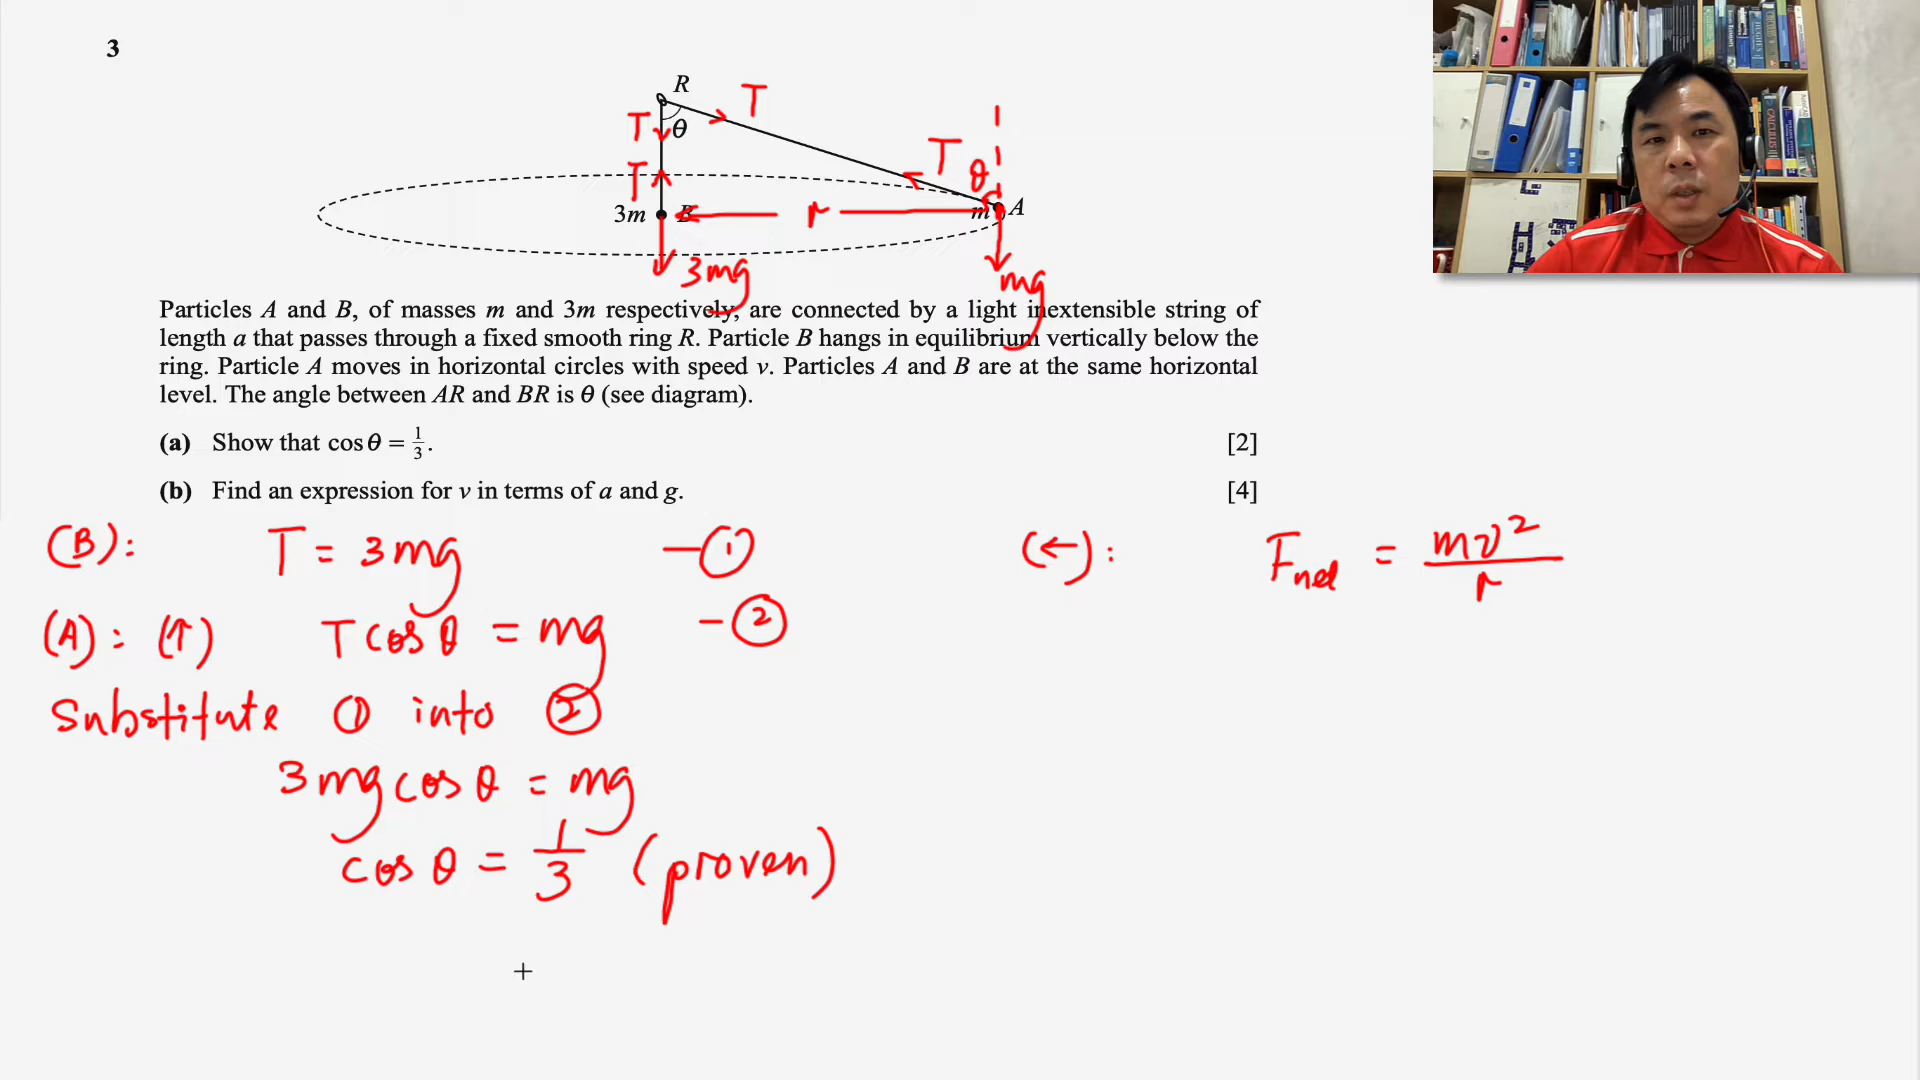 3
R
T
T θ
T θ
T
3m B r m A
3mg mg
Particles A and B, of masses m and 3m respectively, are connected by a light inextensible string of
length a that passes through a fixed smooth ring R. Particle B hangs in equilibrium vertically below the
ring. Particle A moves in horizontal circles with speed v. Particles A and B are at the same horizontal
level. The angle between AR and BR is θ (see diagram).
(a) Show that cos θ = 1/3. [2]
(b) Find an expression for v in terms of a and g. [4]
(B): T = 3mg —①
(A): (↑) T cos θ = mg —②
Substitute ① into ②
3mg cos θ = mg
cos θ = 1/3 (proven)
(←): Fnet = mv²/r
CALCULUS